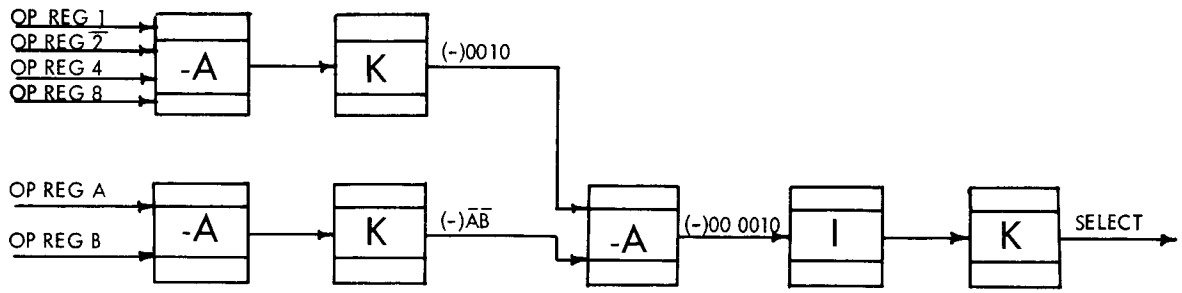 OP REG 1
OP REG 2̅
OP REG 4
OP REG 8
-A
K
(-)0010
OP REG A
OP REG B
-A
K
(-)A̅B̅
-A
(-)00 0010
I
K
SELECT